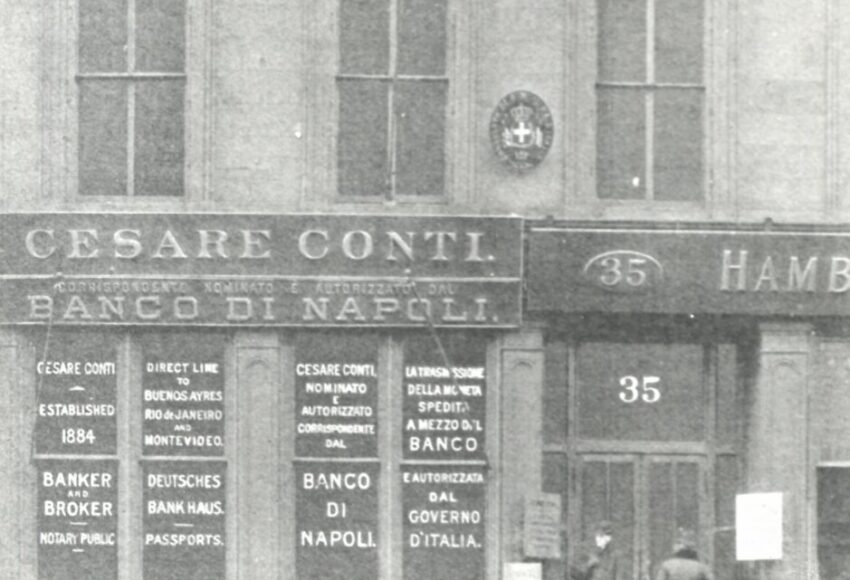 CESARE CONTI.
CORRISPONDENTE NOMINATO E AUTORIZZATO DAL
BANCO DI NAPOLI.
35
HAMB
CESARE CONTI
ESTABLISHED
1884
BANKER
AND
BROKER
NOTARY PUBLIC
DIRECT LINE
TO
BUENOS AYRES
RIO de JANEIRO
AND
MONTEVIDEO.
DEUTSCHES
BANK HAUS.
PASSPORTS.
CESARE CONTI,
NOMINATO
E
AUTORIZZATO
CORRISPONDENTE
DAL
BANCO
DI
NAPOLI.
LA TRASMISSIONE
DELLA MONETA
SPEDITA
A MEZZO DEL
BANCO
E AUTORIZZATA
DAL
GOVERNO
D'ITALIA.
35